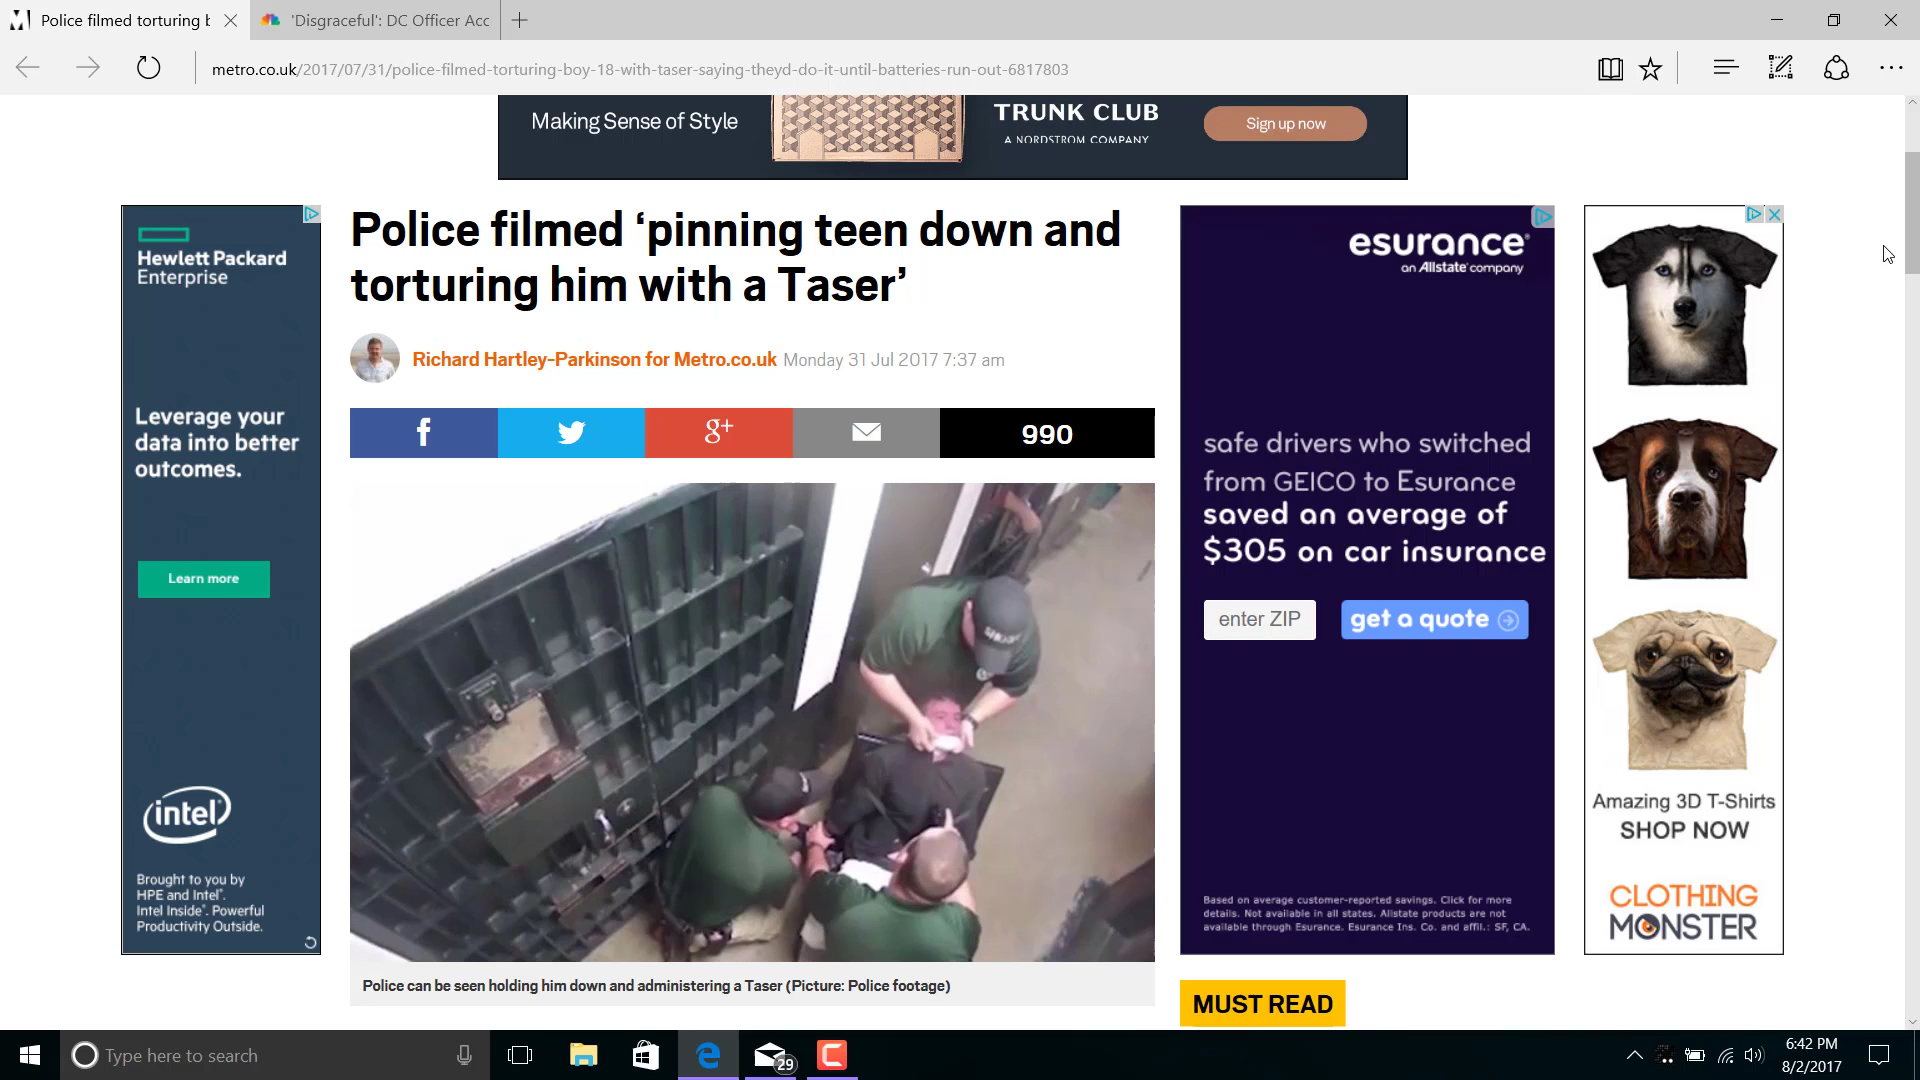 Police filmed torturing b
'Disgraceful': DC Officer Acc
metro.co.uk/2017/07/31/police-filmed-torturing-boy-18-with-taser-saying-theyd-do-it-until-batteries-run-out-6817803
Making Sense of Style
TRUNK CLUB
A NORDSTROM COMPANY
Sign up now
Hewlett Packard
Enterprise
Leverage your
data into better
outcomes.
Learn more
intel
Brought to you by
HPE and Intel®.
Intel Inside®. Powerful
Productivity Outside.
Police filmed ‘pinning teen down and
torturing him with a Taser’
Richard Hartley-Parkinson for Metro.co.uk Monday 31 Jul 2017 7:37 am
f
g+
990
Police can be seen holding him down and administering a Taser (Picture: Police footage)
esurance®
an Allstate® company
safe drivers who switched
from GEICO to Esurance
saved an average of
$305 on car insurance
enter ZIP
get a quote
Based on average customer-reported savings. Click for more
details. Not available in all states. Allstate products are not
available through Esurance. Esurance Ins. Co. and affil.: SF, CA.
MUST READ
Amazing 3D T-Shirts
SHOP NOW
CLOTHING
MONSTER
Type here to search
29
6:42 PM
8/2/2017